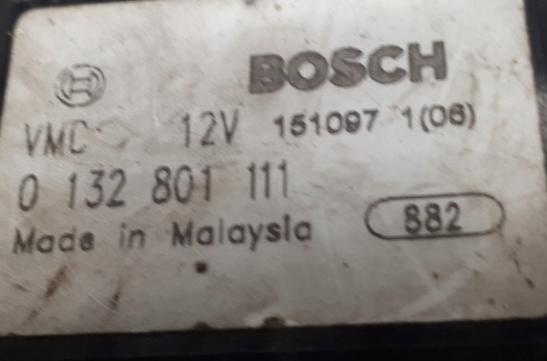 BOSCH
VMC 12V 151097 1(06)
0 132 801 111
Made in Malaysia 882